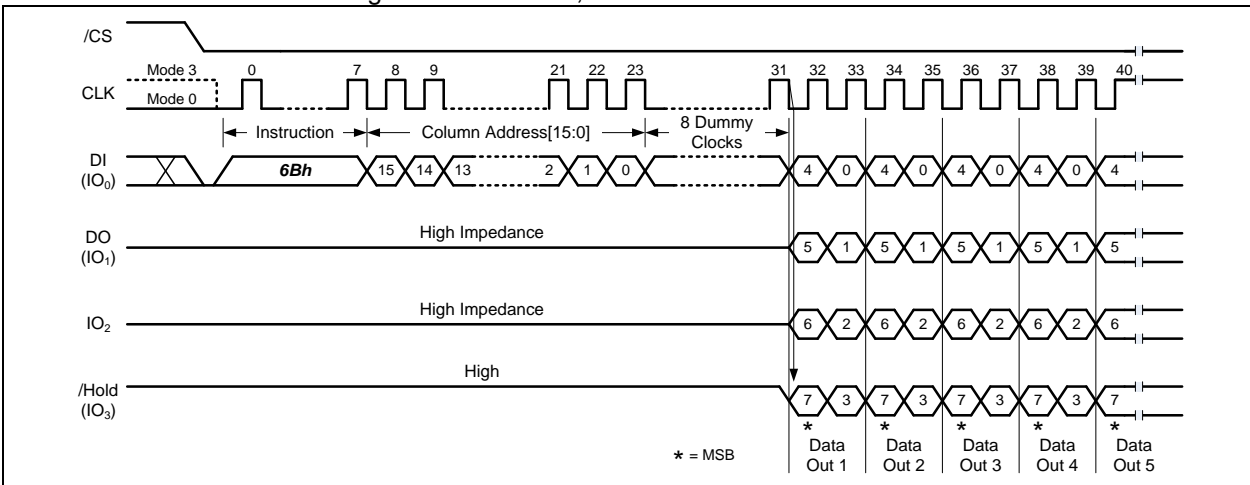 /CS
Mode 3 0 7 8 9 21 22 23 31 32 33 34 35 36 37 38 39 40
CLK
Mode 0
Instruction Column Address[15:0] 8 Dummy
Clocks
DI
(IO₀)
6Bh 15 14 13 2 1 0 4 0 4 0 4 0 4 0 4
High Impedance
DO
(IO₁)
5 1 5 1 5 1 5 1 5
High Impedance
IO₂ 6 2 6 2 6 2 6 2 6
High
/Hold
(IO₃)
7 3 7 3 7 3 7 3 7
* * * * *
* = MSB
Data Data Data Data Data
Out 1 Out 2 Out 3 Out 4 Out 5